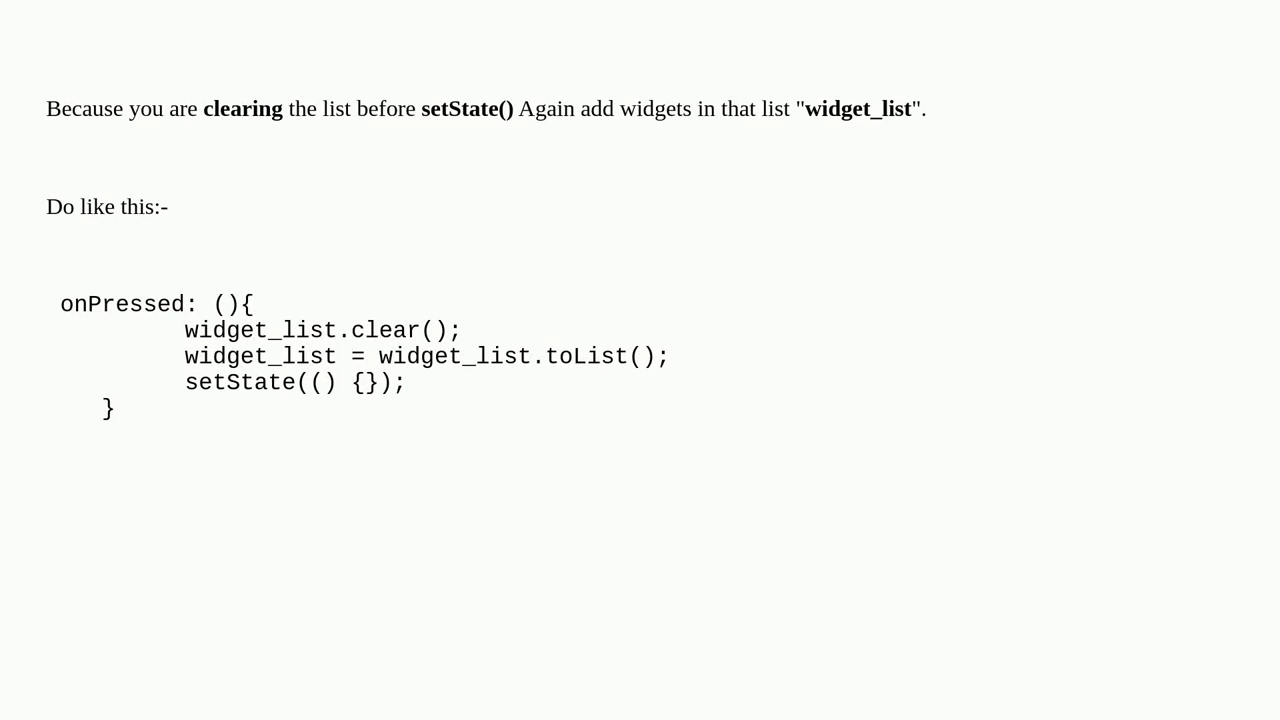 Because you are clearing the list before setState() Again add widgets in that list "widget_list".
Do like this:-
onPressed: (){
widget_list.clear();
widget_list = widget_list.toList();
setState(() {});
}